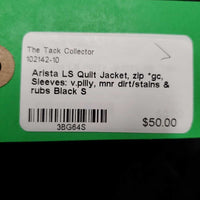 The Tack Collector
102142-10
Arista LS Quilt Jacket, zip *gc,
Sleeves: v.pilly, mnr dirt/stains &
rubs Black S
$50.00
3BG64S